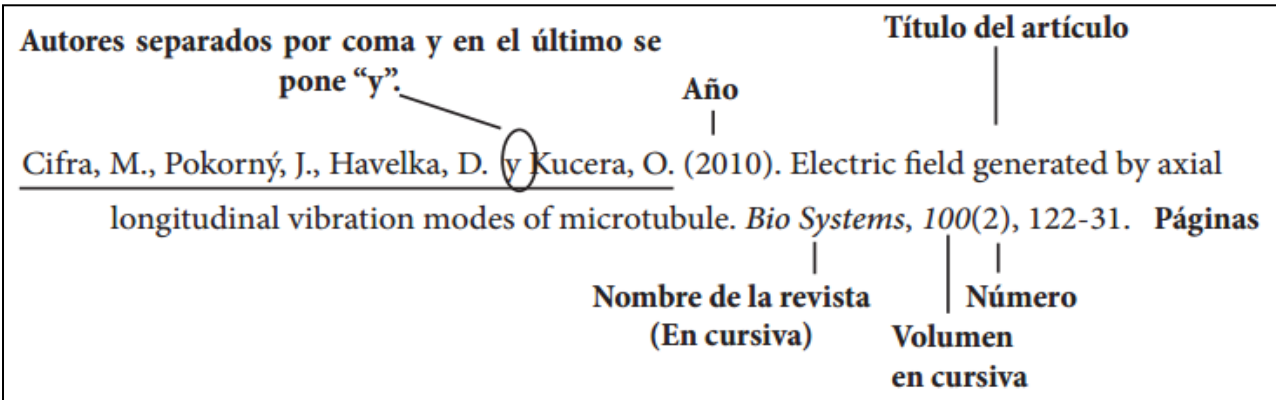 Autores separados por coma y en el último se
pone “y”.
Título del artículo
Año
Cifra, M., Pokorný, J., Havelka, D. y Kucera, O. (2010). Electric field generated by axial
longitudinal vibration modes of microtubule. Bio Systems, 100(2), 122-31. Páginas
Nombre de la revista
(En cursiva)
Número
Volumen
en cursiva